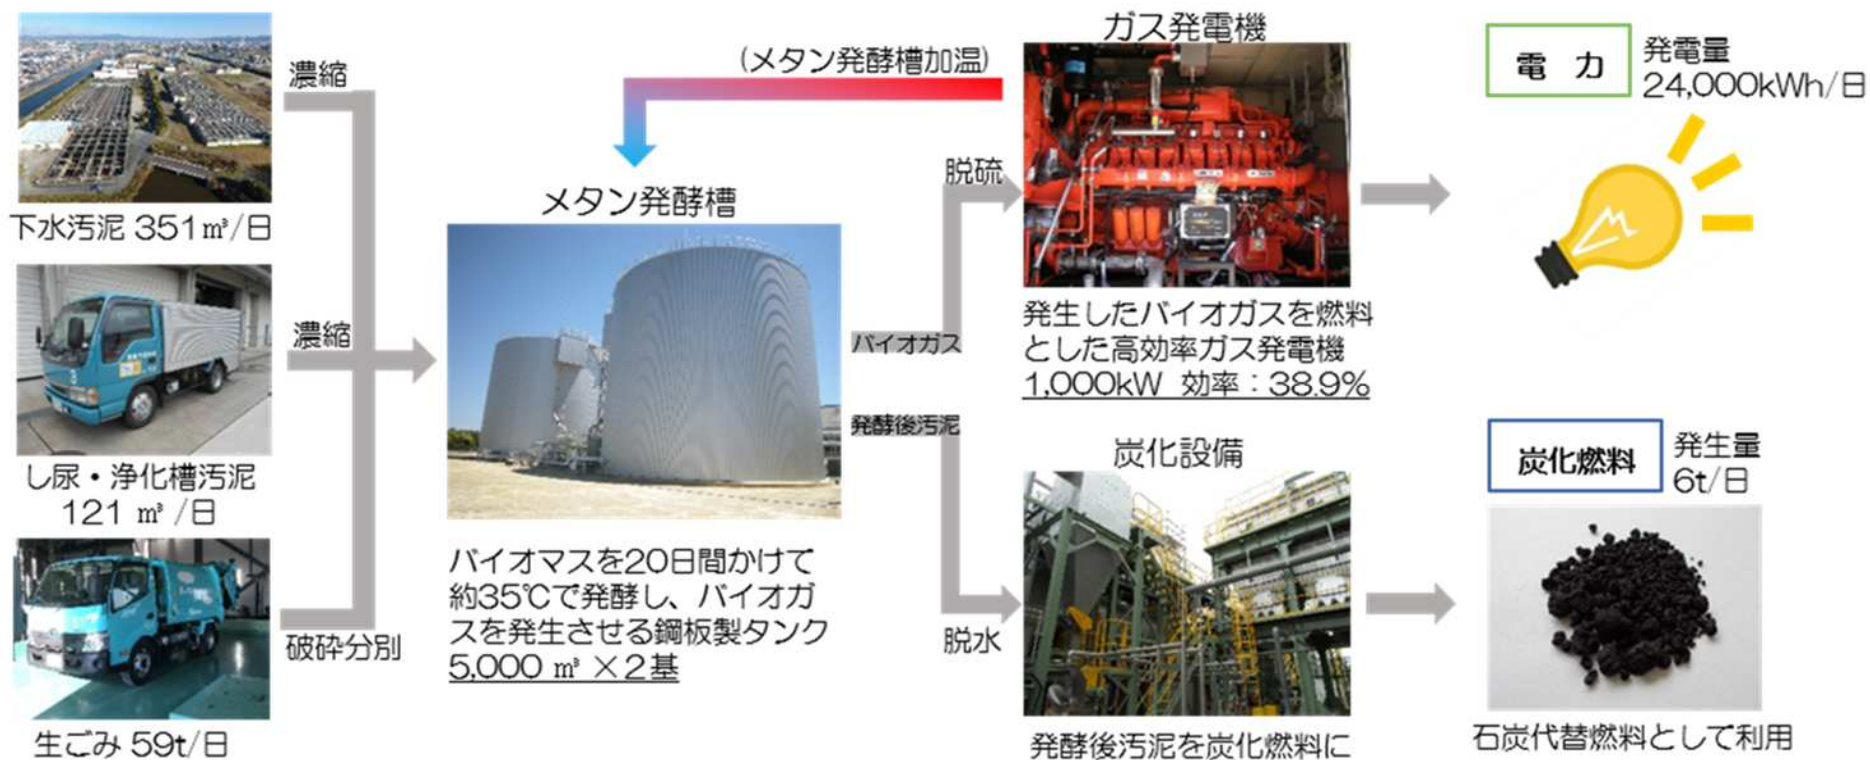 濃縮
下水汚泥 351㎥/日
濃縮
し尿・浄化槽汚泥
121 ㎥ /日
破砕分別
生ごみ 59t/日
(メタン発酵槽加温)
メタン発酵槽
バイオマスを20日間かけて
約35℃で発酵し、バイオガ
スを発生させる鋼板製タンク
5,000 ㎥ ×2基
バイオガス
発酵後汚泥
脱硫
脱水
ガス発電機
発生したバイオガスを燃料
とした高効率ガス発電機
1,000kW 効率：38.9%
炭化設備
発酵後汚泥を炭化燃料に
電 力
発電量
24,000kWh/日
炭化燃料
発生量
6t/日
石炭代替燃料として利用